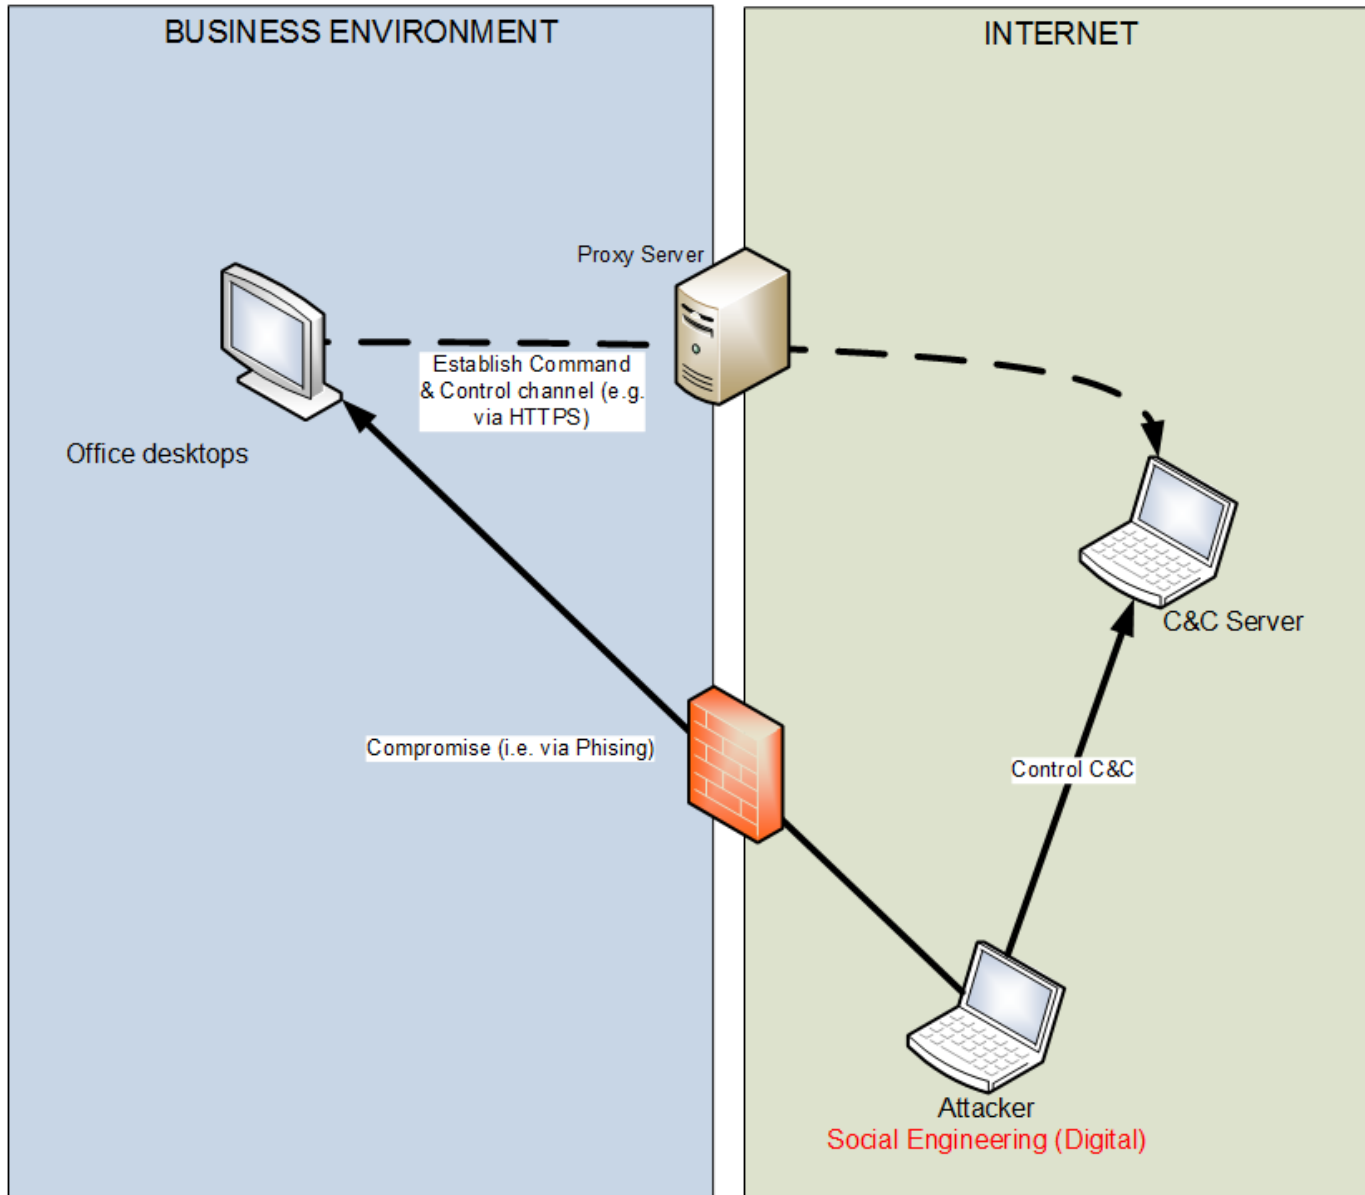 BUSINESS ENVIRONMENT
INTERNET
Proxy Server
Establish Command
& Control channel (e.g.
via HTTPS)
Office desktops
C&C Server
Compromise (i.e. via Phising)
Control C&C
Attacker
Social Engineering (Digital)